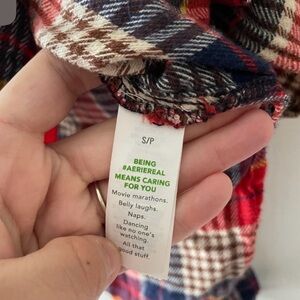 S/P
BEING
#AERIEREAL
MEANS CARING
FOR YOU
Movie marathons.
Belly laughs.
Naps.
Dancing
like no one's
watching.
All that
good stuff.